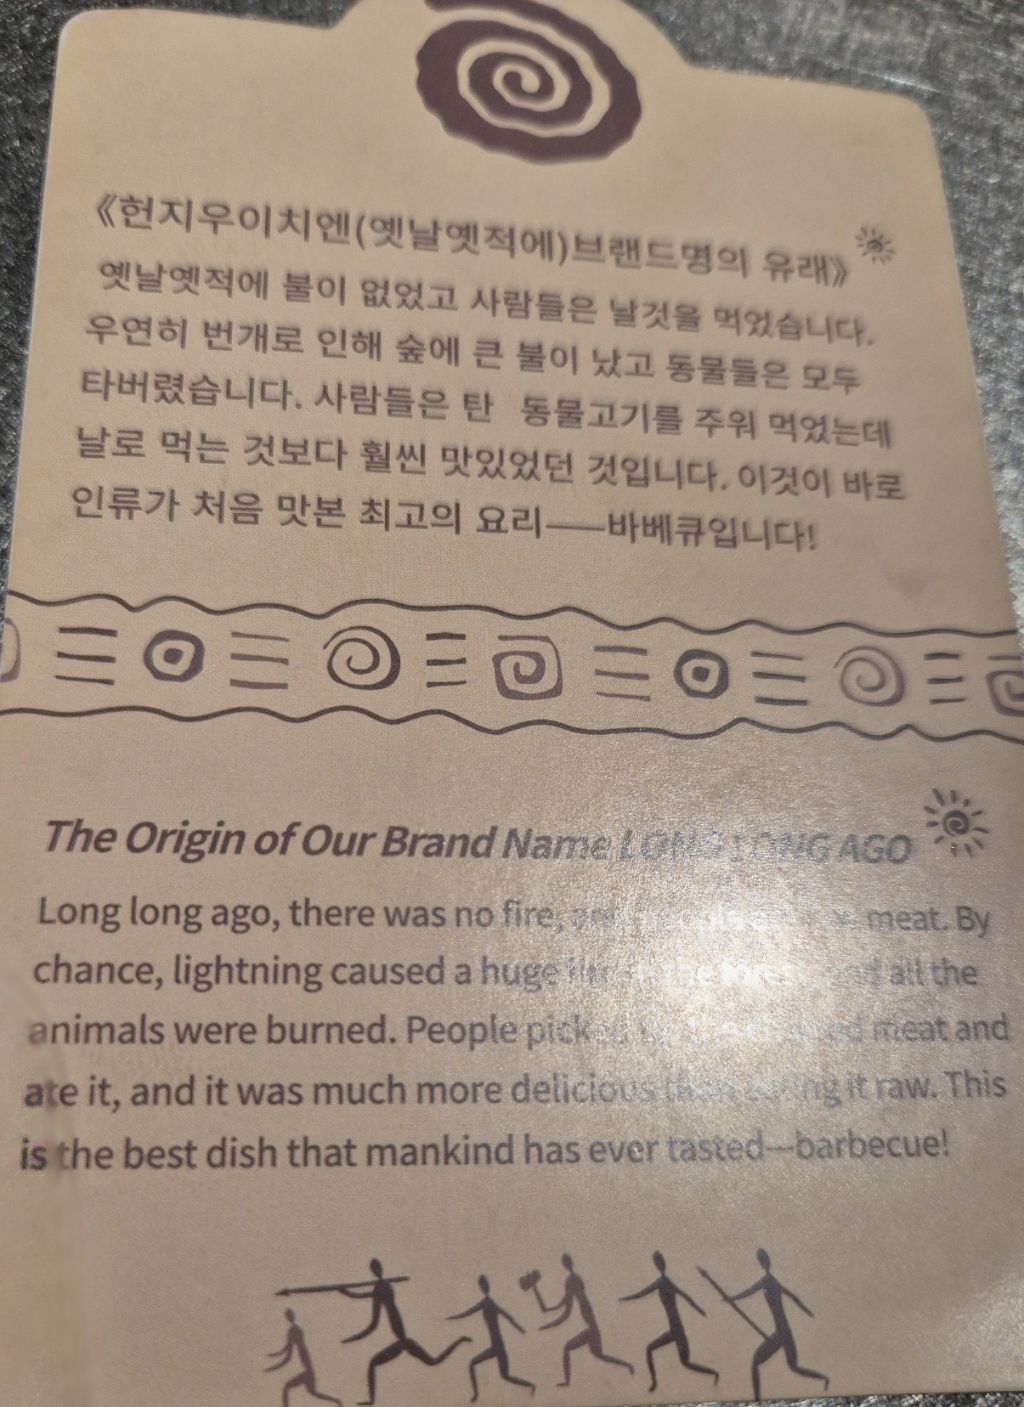 《헌지우이치엔(옛날옛적에)브랜드명의 유래》
옛날옛적에 불이 없었고 사람들은 날것을 먹었습니다.
우연히 번개로 인해 숲에 큰 불이 났고 동물들은 모두
타버렸습니다. 사람들은 탄 동물고기를 주워 먹었는데
날로 먹는 것보다 훨씬 맛있었던 것입니다. 이것이 바로
인류가 처음 맛본 최고의 요리——바베큐입니다!
The Origin of Our Brand Name LONG LONG AGO
Long long ago, there was no fire, meat. By
chance, lightning caused a huge and all the
animals were burned. People picked meat and
ate it, and it was much more delicious than eating it raw. This
is the best dish that mankind has ever tasted—barbecue!